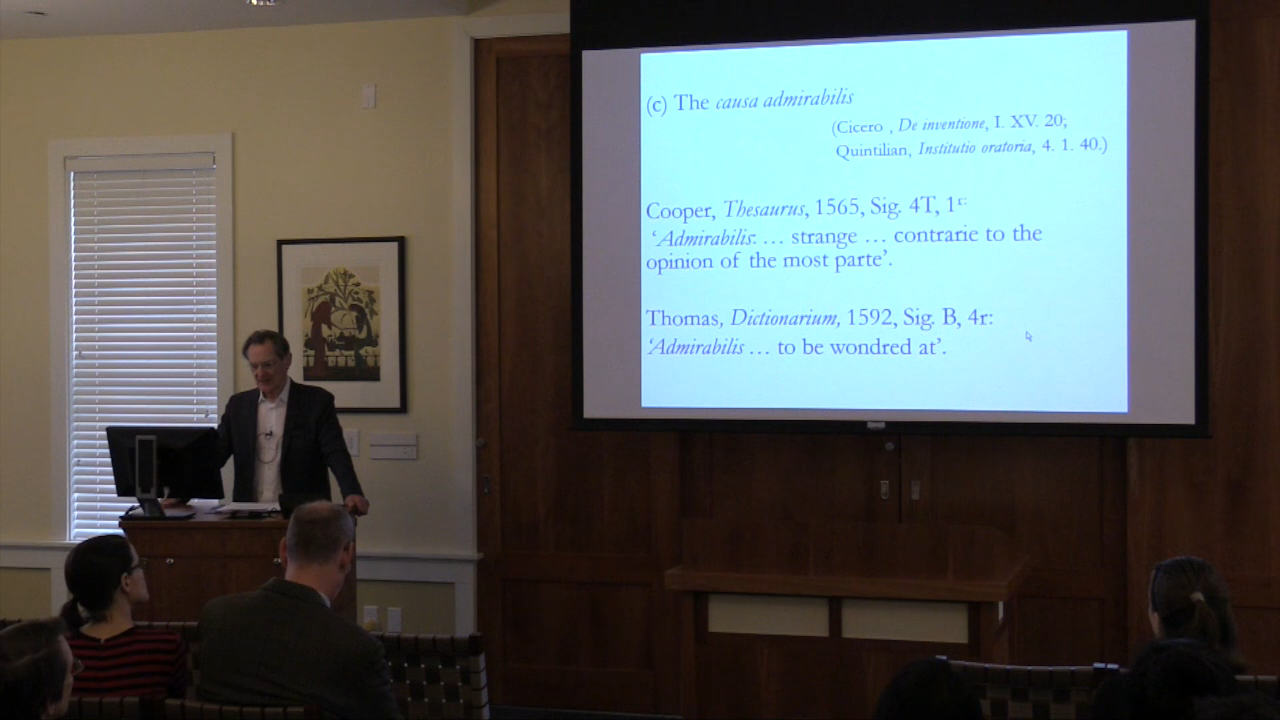 (c) The causa admirabilis
(Cicero , De inventione, I. XV. 20;
Quintilian, Institutio oratoria, 4. 1. 40.)
Cooper, Thesaurus, 1565, Sig. 4T, 1r:
‘Admirabilis: … strange … contrarie to the
opinion of the most parte’.
Thomas, Dictionarium, 1592, Sig. B, 4r:
‘Admirabilis … to be wondred at’.